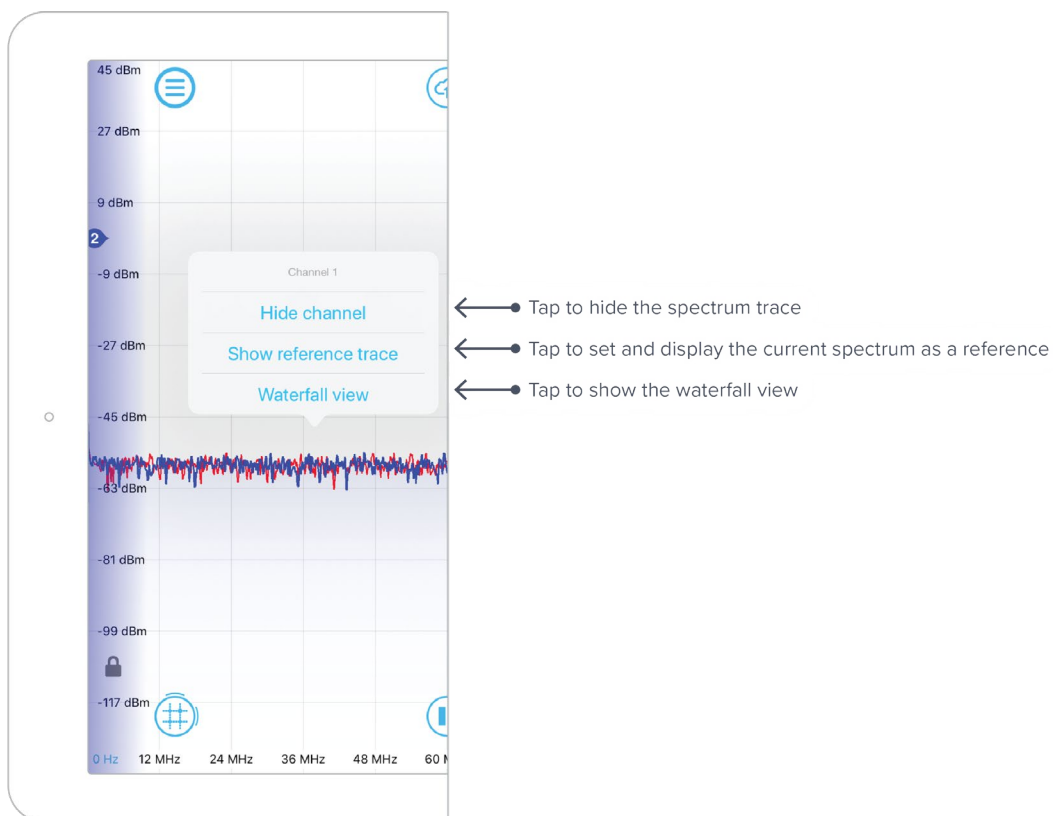 45 dBm
27 dBm
9 dBm
2
-9 dBm
Channel 1
Hide channel
Tap to hide the spectrum trace
-27 dBm
Show reference trace
Tap to set and display the current spectrum as a reference
Waterfall view
Tap to show the waterfall view
-45 dBm
-63 dBm
-81 dBm
-99 dBm
-117 dBm
0 Hz 12 MHz 24 MHz 36 MHz 48 MHz 60